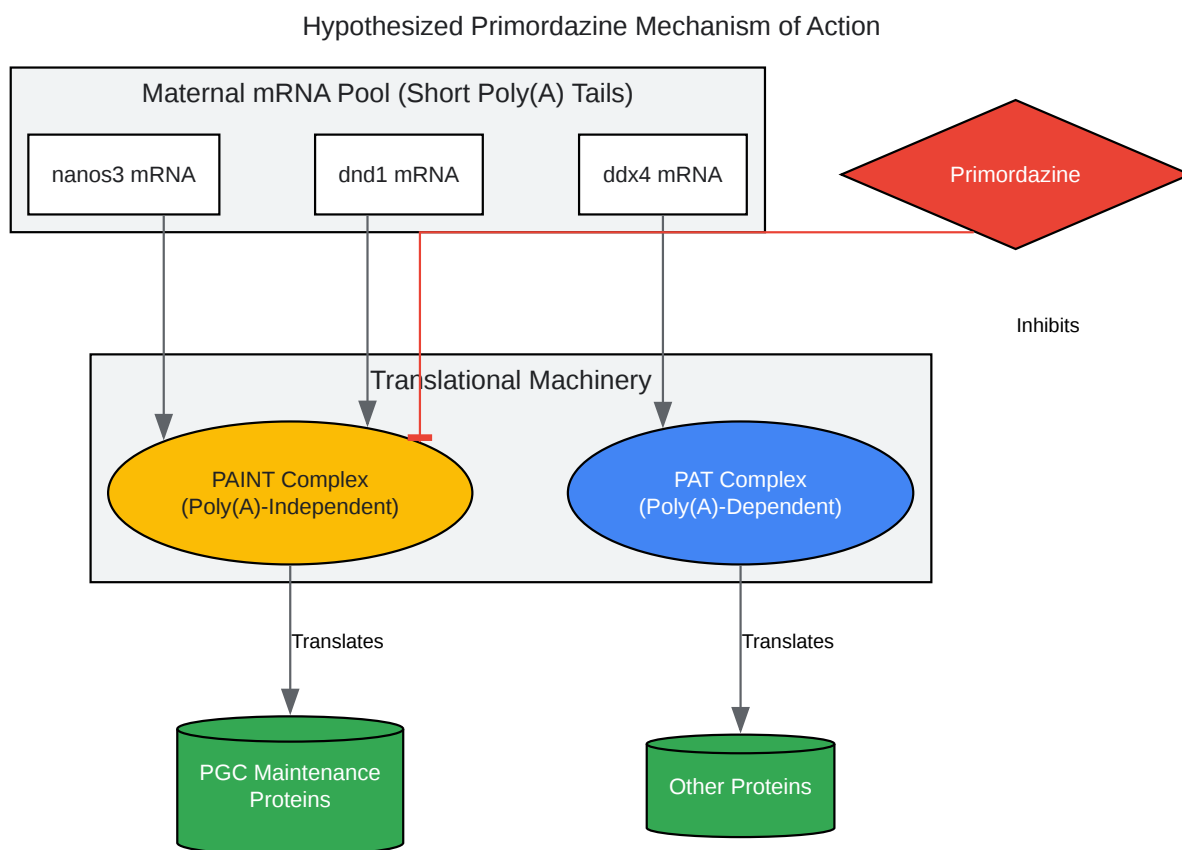 Hypothesized Primordazine Mechanism of Action
Maternal mRNA Pool (Short Poly(A) Tails)
nanos3 mRNA
dnd1 mRNA
ddx4 mRNA
Primordazine
Inhibits
Translational Machinery
PAINT Complex
(Poly(A)-Independent)
PAT Complex
(Poly(A)-Dependent)
Translates
Translates
PGC Maintenance
Proteins
Other Proteins